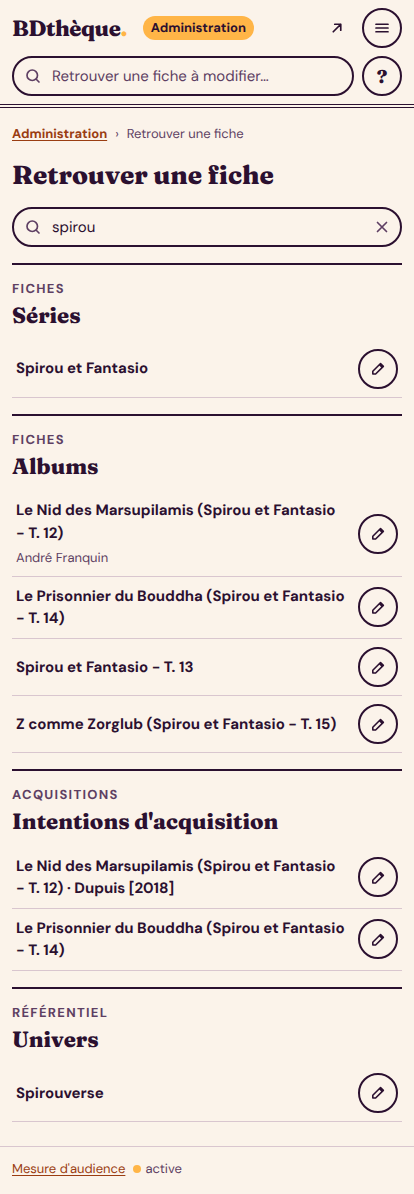 BDthèque. Administration
Retrouver une fiche à modifier… ?
Administration › Retrouver une fiche
Retrouver une fiche
spirou
FICHES
Séries
Spirou et Fantasio
FICHES
Albums
Le Nid des Marsupilamis (Spirou et Fantasio
– T. 12)
André Franquin
Le Prisonnier du Bouddha (Spirou et Fantasio
– T. 14)
Spirou et Fantasio – T. 13
Z comme Zorglub (Spirou et Fantasio – T. 15)
ACQUISITIONS
Intentions d'acquisition
Le Nid des Marsupilamis (Spirou et Fantasio
– T. 12) · Dupuis [2018]
Le Prisonnier du Bouddha (Spirou et Fantasio
– T. 14)
RÉFÉRENTIEL
Univers
Spirouverse
Mesure d'audience active